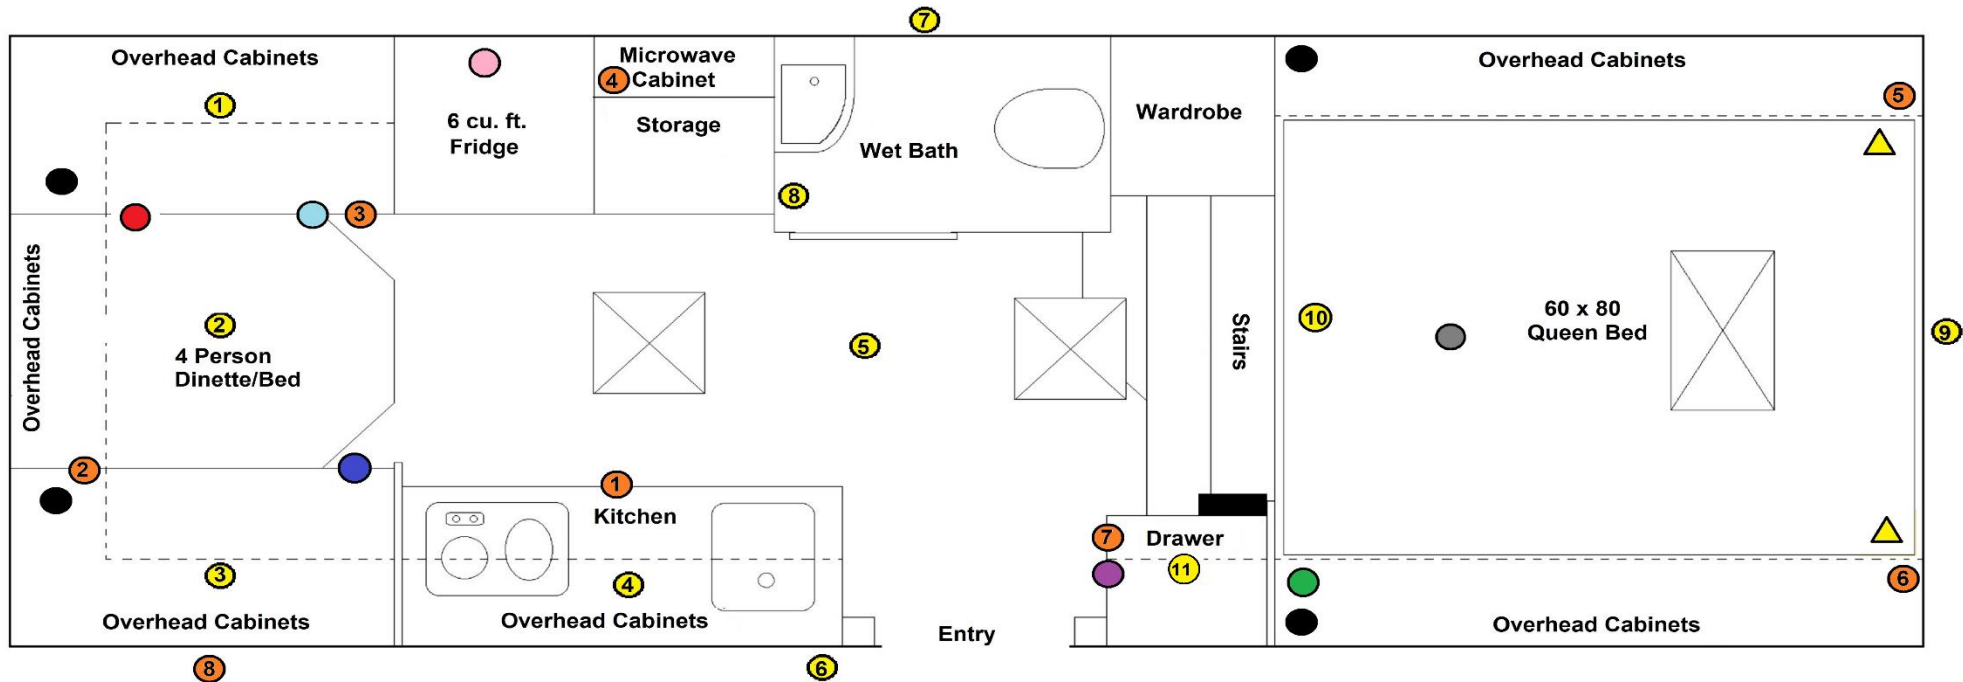 7
Overhead Cabinets
Microwave
Cabinet
4
Overhead Cabinets
1
6 cu. ft.
Fridge
Storage
Wardrobe
5
Wet Bath
8
3
Overhead Cabinets
2
4 Person
Dinette/Bed
5
Stairs
10
60 x 80
Queen Bed
9
2
1
Kitchen
7
Drawer
11
3
4
6
Overhead Cabinets
Overhead Cabinets
Entry
Overhead Cabinets
8
6